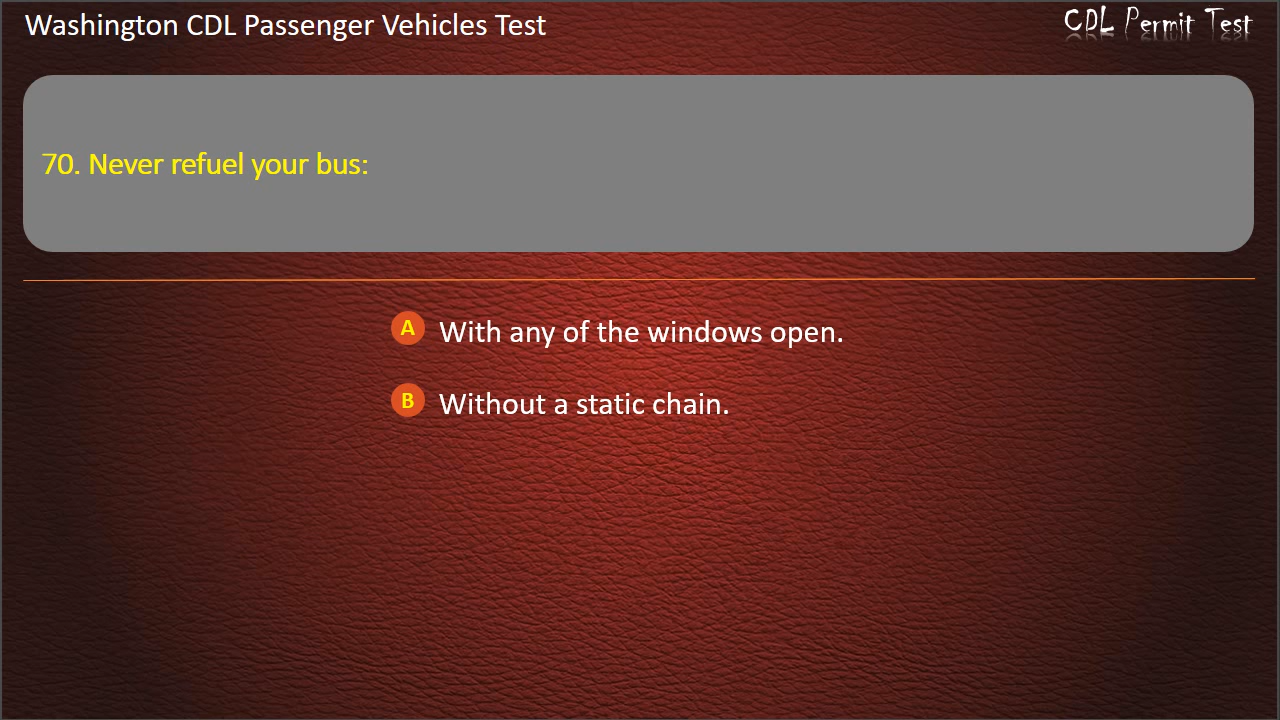 Washington CDL Passenger Vehicles Test
CDL Permit Test
70. Never refuel your bus:
A With any of the windows open.
B Without a static chain.